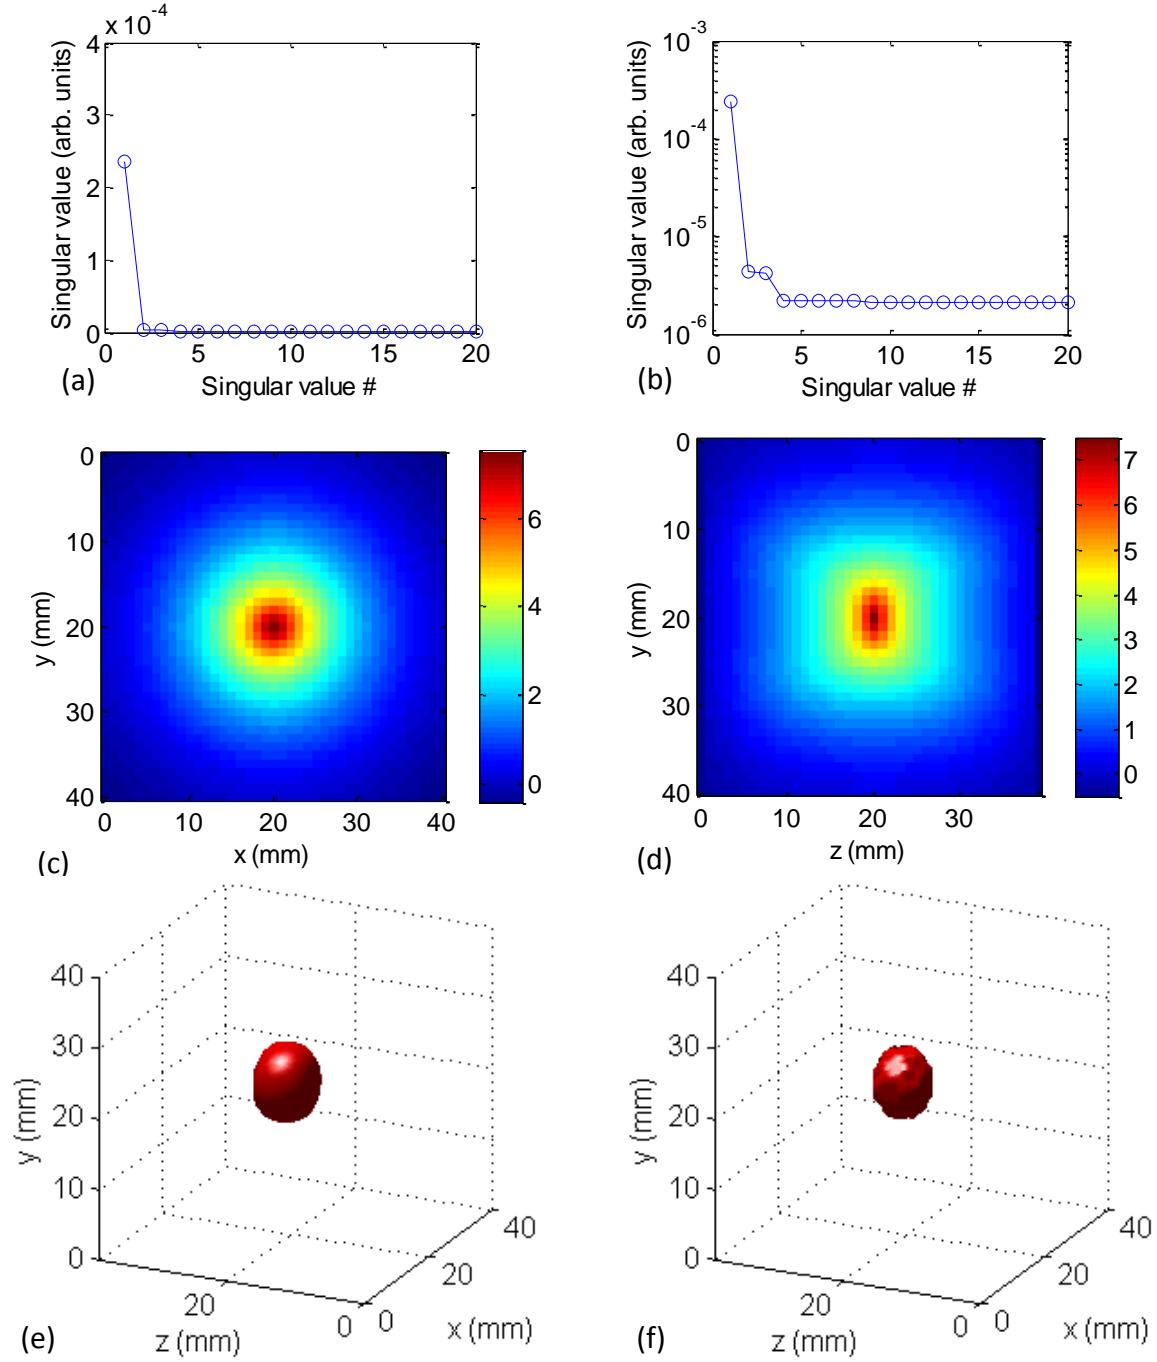 x 10^-4
Singular value (arb. units)
4
3
2
1
0
0 5 10 15 20
Singular value #
(a)
Singular value (arb. units)
10^-3
10^-4
10^-5
10^-6
0 5 10 15 20
Singular value #
(b)
y (mm)
0
10
20
30
40
0 10 20 30 40
x (mm)
6
4
2
0
(c)
y (mm)
0
10
20
30
40
0 10 20 30
z (mm)
7
6
5
4
3
2
1
0
(d)
y (mm)
40
30
20
10
0
20
0
z (mm)
0
20
40
x (mm)
(e)
y (mm)
40
30
20
10
0
20
0
z (mm)
0
20
40
x (mm)
(f)